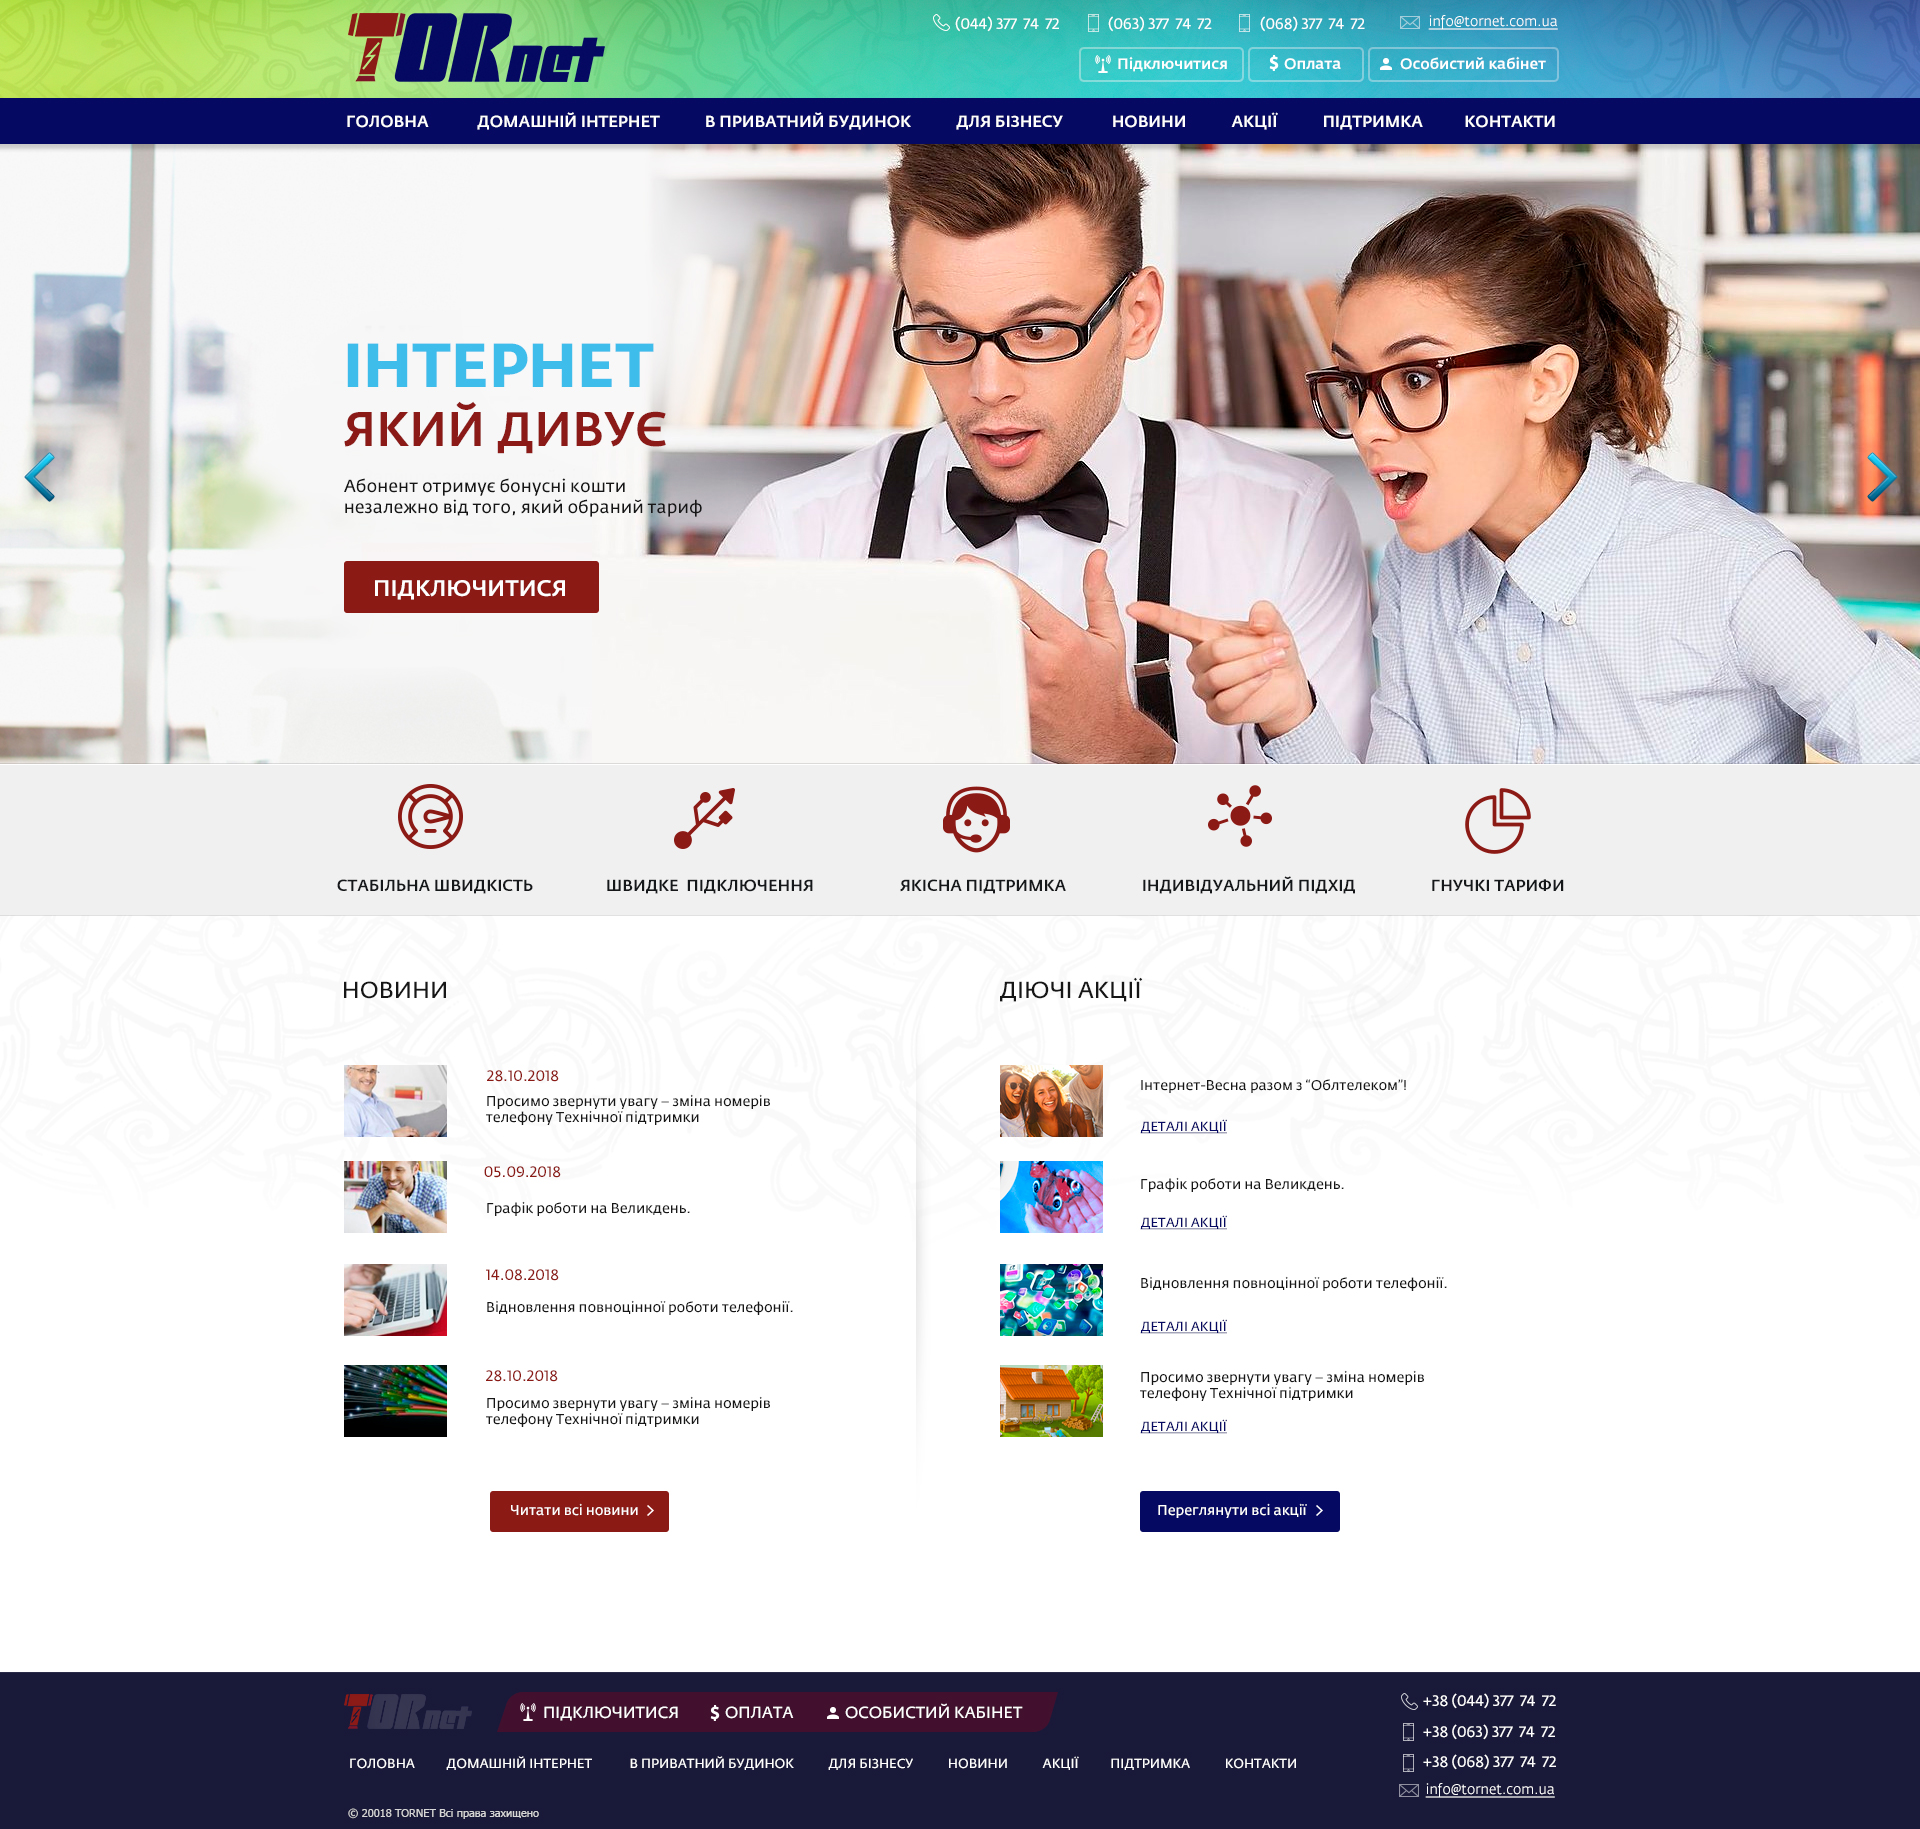 TORnet
(044) 377 74 72
(063) 377 74 72
(068) 377 74 72
info@tornet.com.ua
Підключитися
$ Оплата
Особистий кабінет
ГОЛОВНА
ДОМАШНІЙ ІНТЕРНЕТ
В ПРИВАТНИЙ БУДИНОК
ДЛЯ БІЗНЕСУ
НОВИНИ
АКЦІЇ
ПІДТРИМКА
КОНТАКТИ
ІНТЕРНЕТ
ЯКИЙ ДИВУЄ
Абонент отримує бонусні кошти
незалежно від того, який обраний тариф
ПІДКЛЮЧИТИСЯ
СТАБІЛЬНА ШВИДКІСТЬ
ШВИДКЕ ПІДКЛЮЧЕННЯ
ЯКІСНА ПІДТРИМКА
ІНДИВІДУАЛЬНИЙ ПІДХІД
ГНУЧКІ ТАРИФИ
НОВИНИ
28.10.2018
Просимо звернути увагу – зміна номерів
телефону Технічної підтримки
05.09.2018
Графік роботи на Великдень.
14.08.2018
Відновлення повноцінної роботи телефонії.
28.10.2018
Просимо звернути увагу – зміна номерів
телефону Технічної підтримки
Читати всі новини
ДІЮЧІ АКЦІЇ
Інтернет-Весна разом з “Облтелеком”!
ДЕТАЛІ АКЦІЇ
Графік роботи на Великдень.
ДЕТАЛІ АКЦІЇ
Відновлення повноцінної роботи телефонії.
ДЕТАЛІ АКЦІЇ
Просимо звернути увагу – зміна номерів
телефону Технічної підтримки
ДЕТАЛІ АКЦІЇ
Переглянути всі акції
TORnet
ПІДКЛЮЧИТИСЯ
$ ОПЛАТА
ОСОБИСТИЙ КАБІНЕТ
ГОЛОВНА
ДОМАШНІЙ ІНТЕРНЕТ
В ПРИВАТНИЙ БУДИНОК
ДЛЯ БІЗНЕСУ
НОВИНИ
АКЦІЇ
ПІДТРИМКА
КОНТАКТИ
© 20018 TORNET Всі права захищено
+38 (044) 377 74 72
+38 (063) 377 74 72
+38 (068) 377 74 72
info@tornet.com.ua